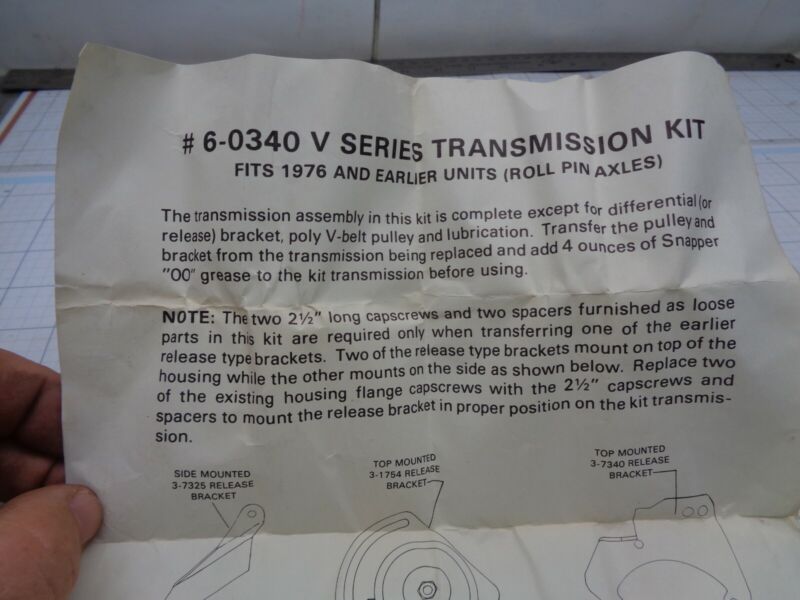 # 6-0340 V SERIES TRANSMISSION KIT
FITS 1976 AND EARLIER UNITS (ROLL PIN AXLES)
The transmission assembly in this kit is complete except for differential (or
release) bracket, poly V-belt pulley and lubrication. Transfer the pulley and
bracket from the transmission being replaced and add 4 ounces of Snapper
"OO" grease to the kit transmission before using.
NOTE: The two 2½" long capscrews and two spacers furnished as loose
parts in this kit are required only when transferring one of the earlier
release type brackets. Two of the release type brackets mount on top of the
housing while the other mounts on the side as shown below. Replace two
of the existing housing flange capscrews with the 2½" capscrews and
spacers to mount the release bracket in proper position on the kit transmis-
sion.
SIDE MOUNTED
3-7325 RELEASE
BRACKET
TOP MOUNTED
3-1754 RELEASE
BRACKET
TOP MOUNTED
3-7340 RELEASE
BRACKET